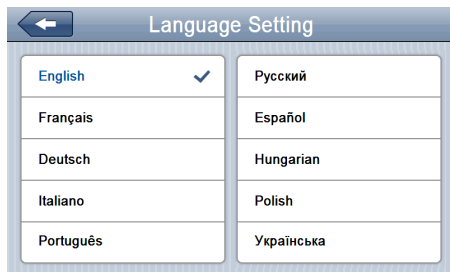 Language Setting
English
Français
Deutsch
Italiano
Português
Русский
Español
Hungarian
Polish
Українська